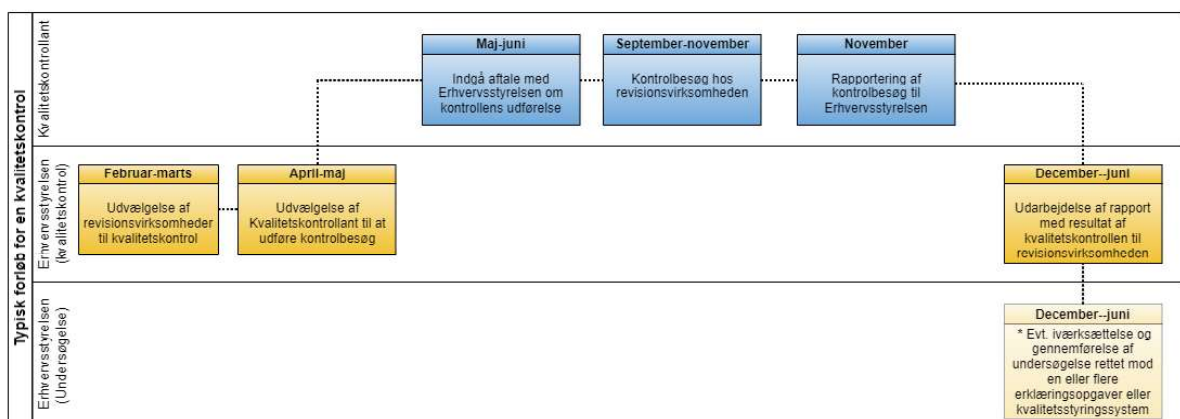 Typisk forløb for en kvalitetskontrol
Kvalitetskontrollant
Maj-juni
Indgå aftale med
Erhvervsstyrelsen om
kontrollens udførelse
September-november
Kontrolbesøg hos
revisionsvirksomheden
November
Rapportering af
kontrolbesøg til
Erhvervsstyrelsen
Erhvervsstyrelsen
(kvalitetskontrol)
Februar-marts
Udvælgelse af
revisionsvirksomheder
til kvalitetskontrol
April-maj
Udvælgelse af
Kvalitetskontrollant til at
udføre kontrolbesøg
December--juni
Udarbejdelse af rapport
med resultat af
kvalitetskontrollen til
revisionsvirksomheden
Erhvervsstyrelsen
(Undersøgelse)
December--juni
* Evt. iværksættelse og
gennemførelse af
undersøgelse rettet mod
en eller flere
erklæringsopgaver eller
kvalitetsstyringssystem